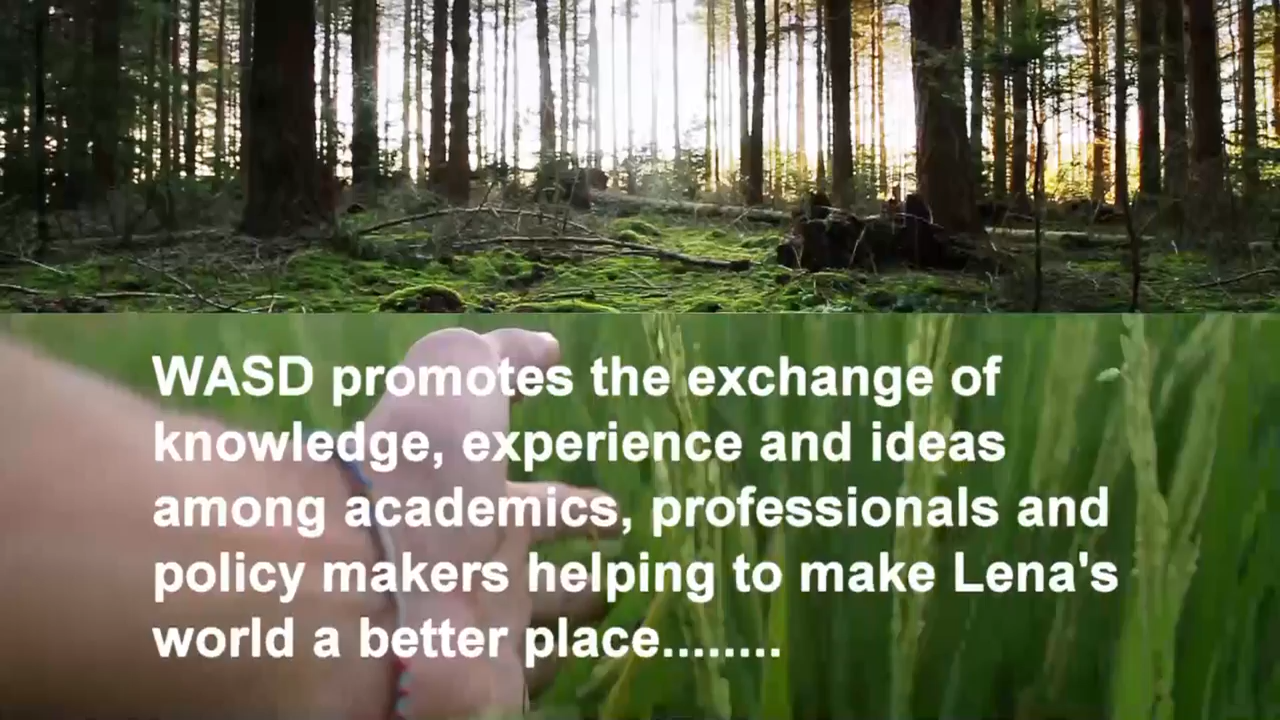 WASD promotes the exchange of
knowledge, experience and ideas
among academics, professionals and
policy makers helping to make Lena's
world a better place........